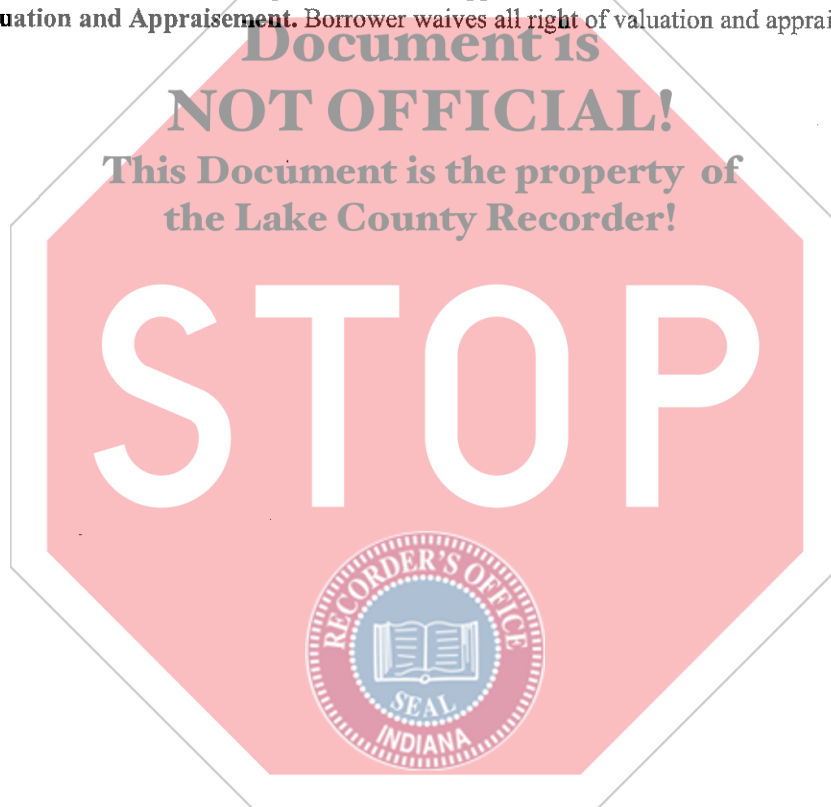 uation and Appraisement. Borrower waives all right of valuation and apprai
Document is
NOT OFFICIAL!
This Document is the property of
the Lake County Recorder!
STOP
RECORDER'S OFFICE
SEAL
INDIANA